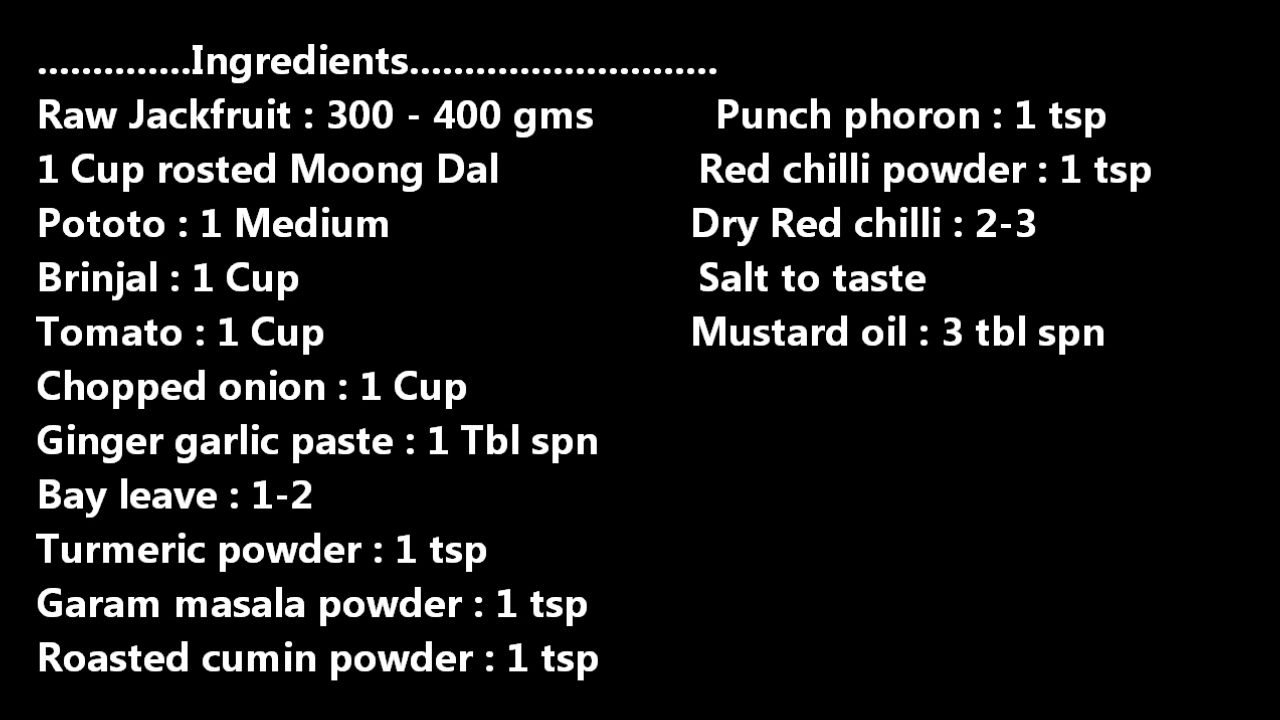 ..............Ingredients............................
Raw Jackfruit : 300 - 400 gms
1 Cup rosted Moong Dal
Pototo : 1 Medium
Brinjal : 1 Cup
Tomato : 1 Cup
Chopped onion : 1 Cup
Ginger garlic paste : 1 Tbl spn
Bay leave : 1-2
Turmeric powder : 1 tsp
Garam masala powder : 1 tsp
Roasted cumin powder : 1 tsp
Punch phoron : 1 tsp
Red chilli powder : 1 tsp
Dry Red chilli : 2-3
Salt to taste
Mustard oil : 3 tbl spn